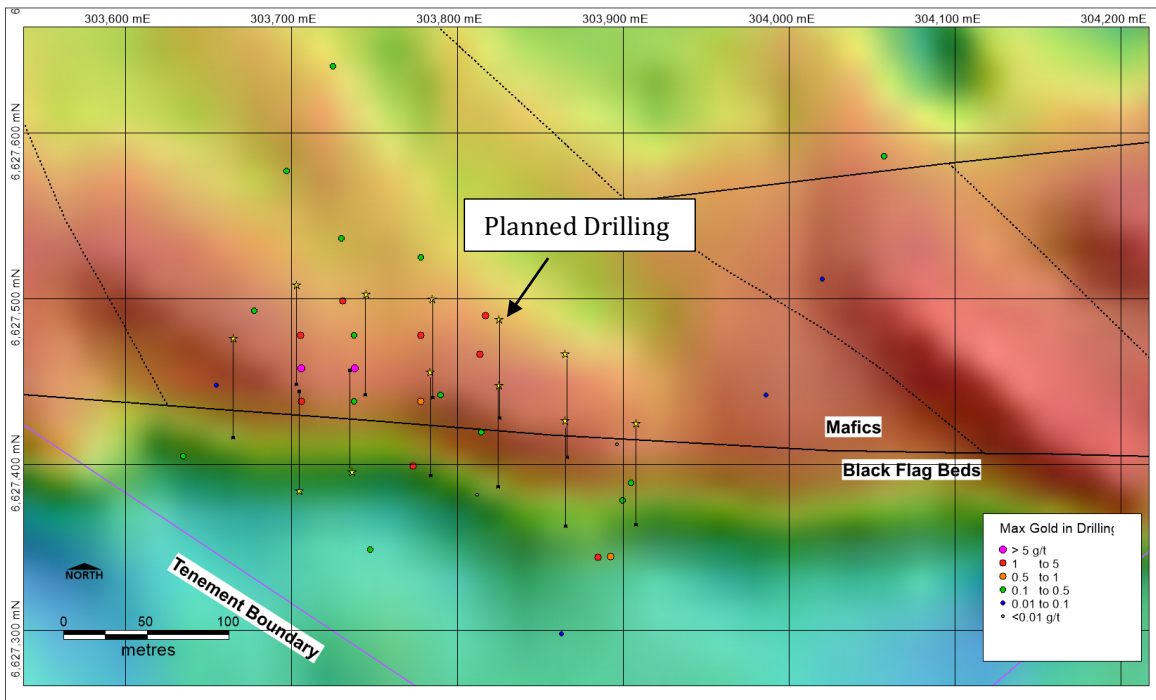 303,600 mE
303,700 mE
303,800 mE
303,900 mE
304,000 mE
304,100 mE
304,200 mE
6
6,627,600 mN
6,627,500 mN
6,627,400 mN
6,627,300 mN
Planned Drilling
Mafics
Black Flag Beds
Tenement Boundary
NORTH
0 50 100
metres
Max Gold in Drilling
> 5 g/t
1 to 5
0.5 to 1
0.1 to 0.5
0.01 to 0.1
<0.01 g/t